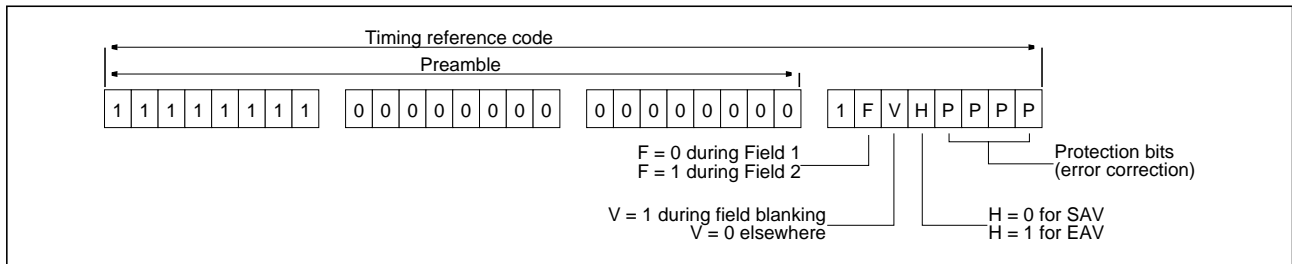 Timing reference code
Preamble
1 1 1 1 1 1 1 1 0 0 0 0 0 0 0 0 0 0 0 0 0 0 0 0 1 F V H P P P P
F = 0 during Field 1
F = 1 during Field 2
Protection bits
(error correction)
V = 1 during field blanking
V = 0 elsewhere
H = 0 for SAV
H = 1 for EAV